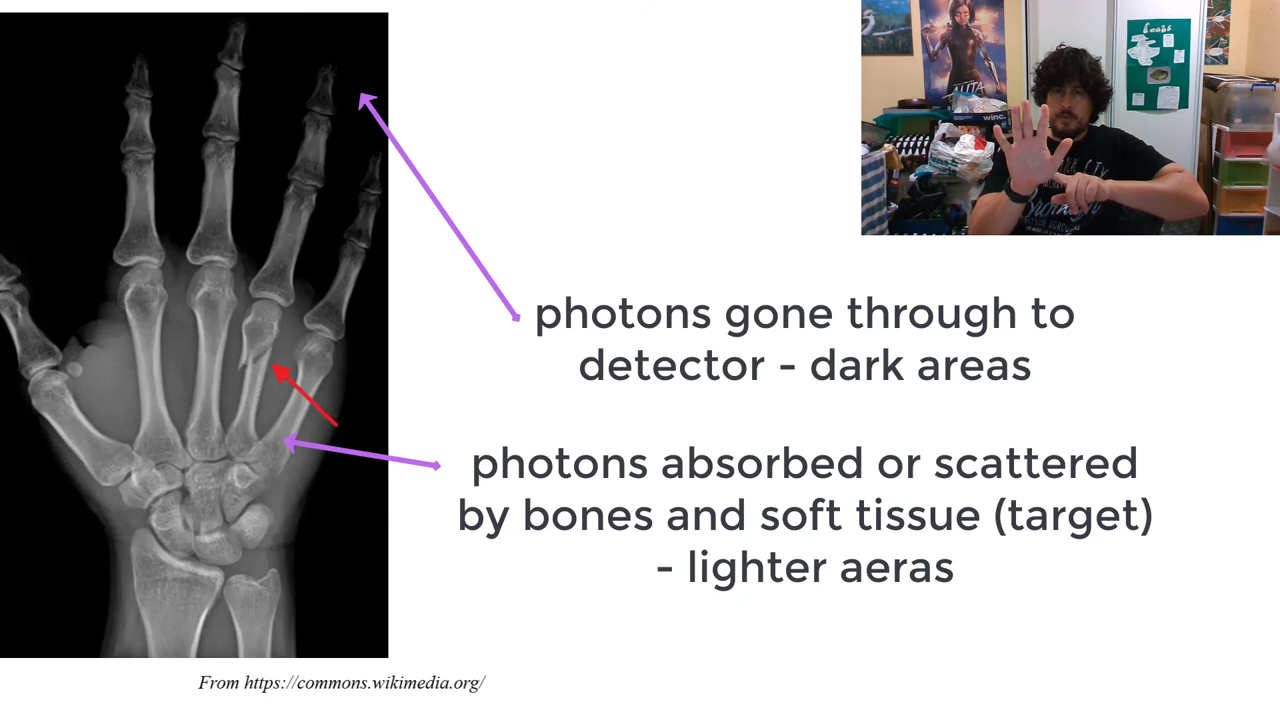 photons gone through to
detector - dark areas
photons absorbed or scattered
by bones and soft tissue (target)
- lighter aeras
From https://commons.wikimedia.org/
winc.